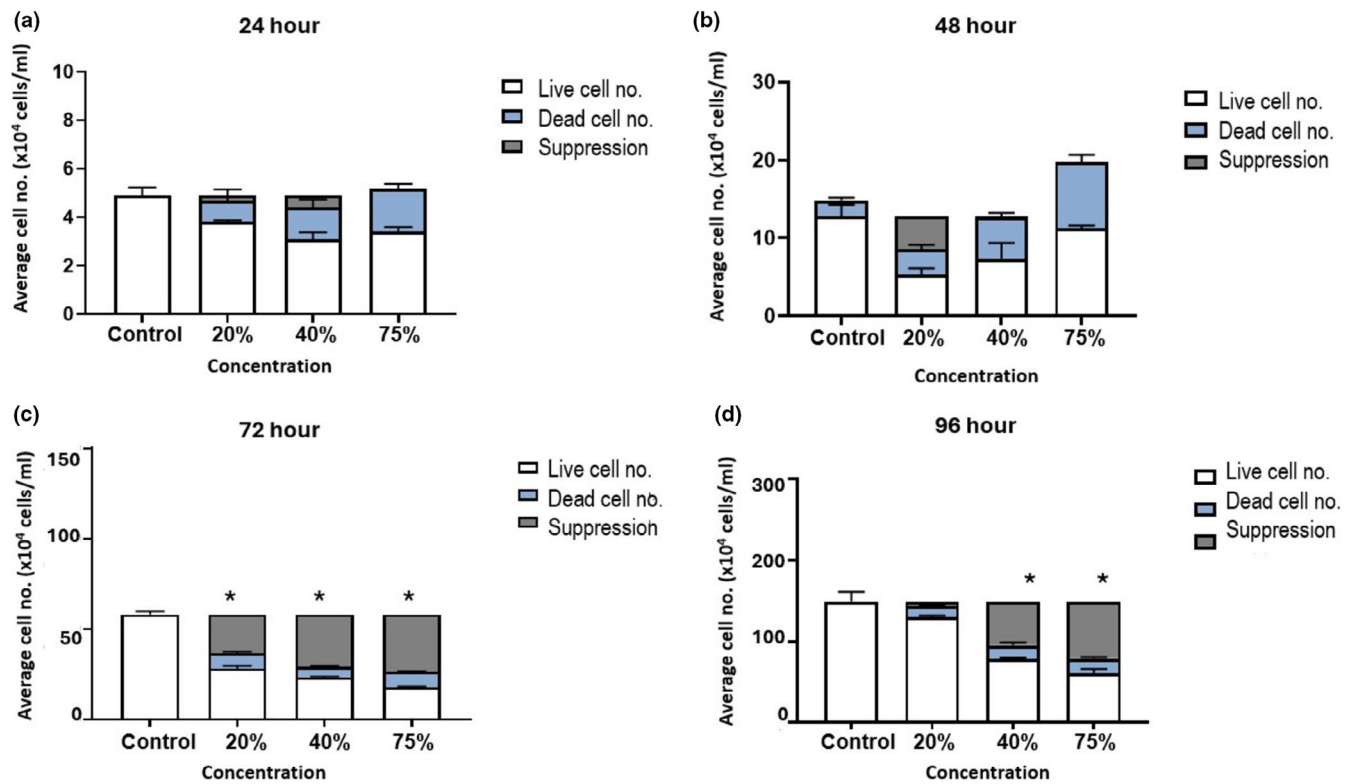 (a)
24 hour
Average cell no. (x10⁴ cells/ml)
10
8
6
4
2
0
Control 20% 40% 75%
Concentration
Live cell no.
Dead cell no.
Suppression
(b)
48 hour
Average cell no. (x10⁴ cells/ml)
30
20
10
0
Control 20% 40% 75%
Concentration
Live cell no.
Dead cell no.
Suppression
(c)
72 hour
Average cell no. (x10⁴ cells/ml)
150
100
50
0
* * *
Control 20% 40% 75%
Concentration
Live cell no.
Dead cell no.
Suppression
(d)
96 hour
Average cell no. (x10⁴ cells/ml)
300
200
100
0
* *
Control 20% 40% 75%
Concentration
Live cell no.
Dead cell no.
Suppression